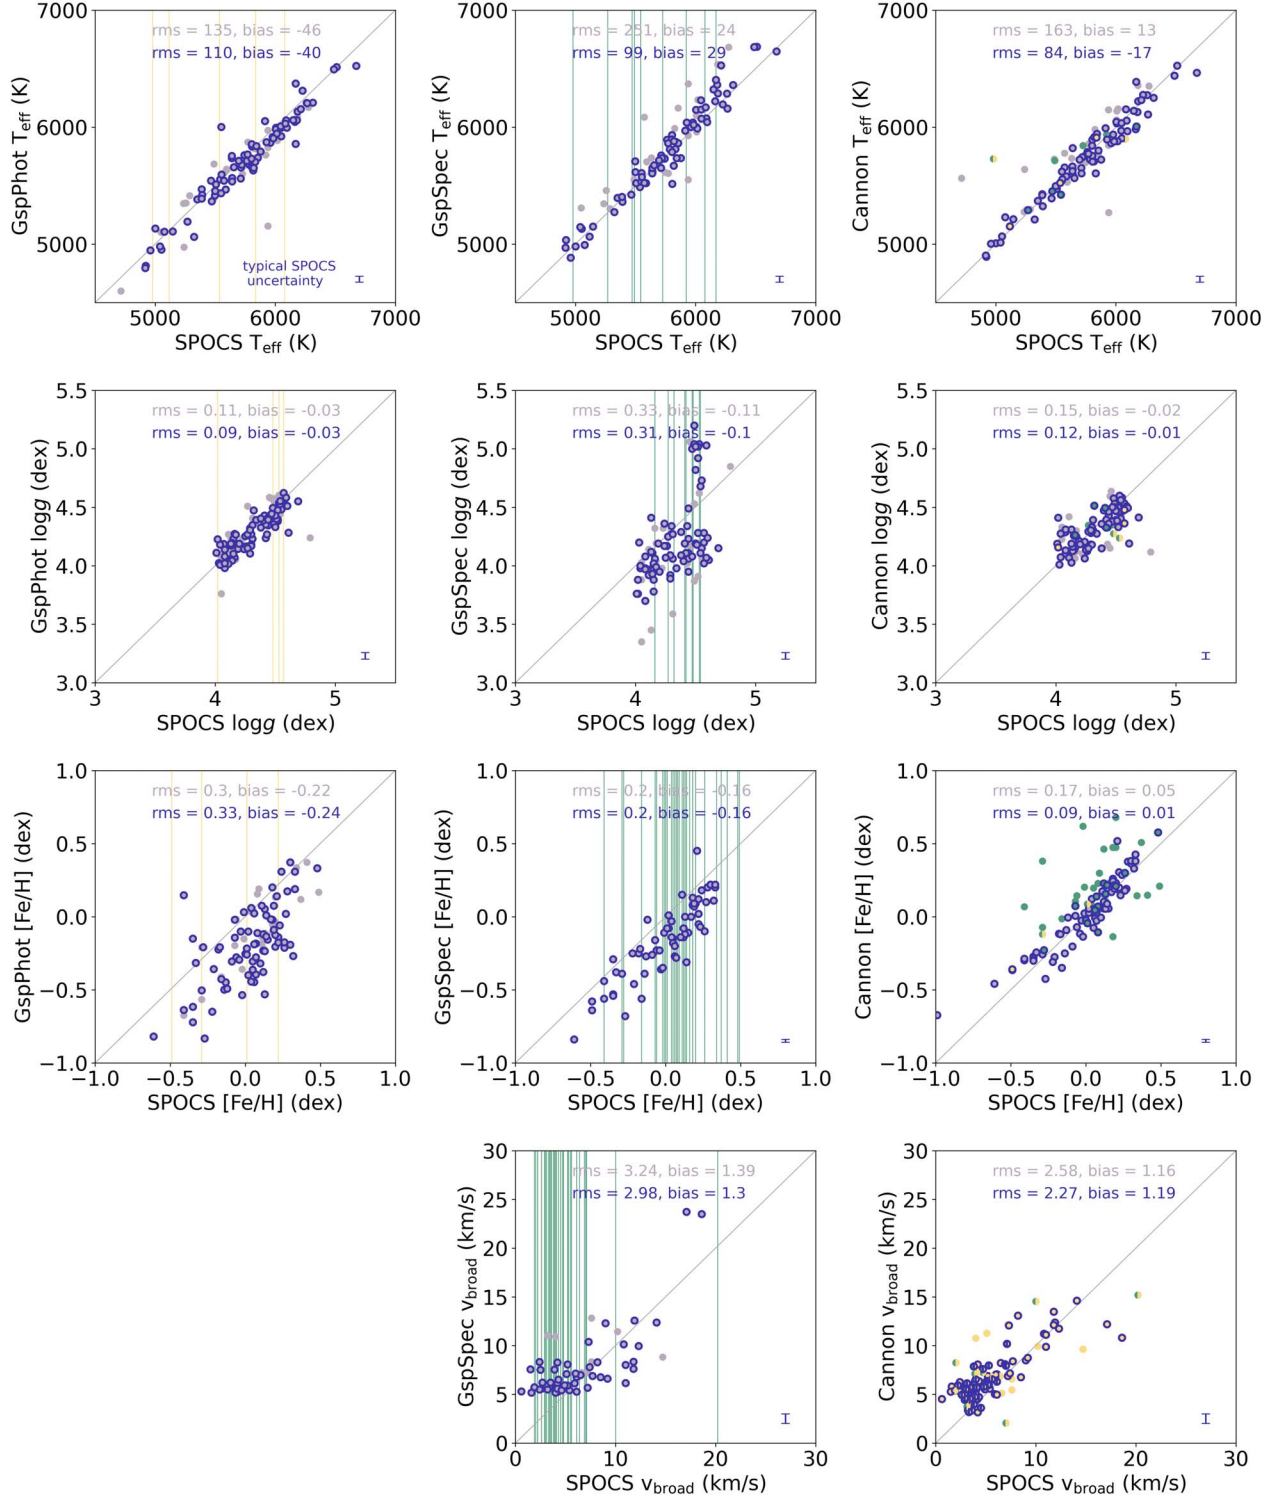 rms = 135, bias = -46
rms = 110, bias = -40
typical SPOCS
uncertainty
7000
6000
5000
5000
6000
7000
GspPhot Teff (K)
SPOCS Teff (K)
rms = 251, bias = 24
rms = 99, bias = 29
7000
6000
5000
5000
6000
7000
GspSpec Teff (K)
SPOCS Teff (K)
rms = 163, bias = 13
rms = 84, bias = -17
7000
6000
5000
5000
6000
7000
Cannon Teff (K)
SPOCS Teff (K)
rms = 0.11, bias = -0.03
rms = 0.09, bias = -0.03
5.5
5.0
4.5
4.0
3.5
3.0
3
4
5
GspPhot logg (dex)
SPOCS logg (dex)
rms = 0.33, bias = -0.11
rms = 0.31, bias = -0.1
5.5
5.0
4.5
4.0
3.5
3.0
3
4
5
GspSpec logg (dex)
SPOCS logg (dex)
rms = 0.15, bias = -0.02
rms = 0.12, bias = -0.01
5.5
5.0
4.5
4.0
3.5
3.0
3
4
5
Cannon logg (dex)
SPOCS logg (dex)
rms = 0.3, bias = -0.22
rms = 0.33, bias = -0.24
1.0
0.5
0.0
−0.5
−1.0
−1.0
−0.5
0.0
0.5
1.0
GspPhot [Fe/H] (dex)
SPOCS [Fe/H] (dex)
rms = 0.2, bias = -0.16
rms = 0.2, bias = -0.16
1.0
0.5
0.0
−0.5
−1.0
−1.0
−0.5
0.0
0.5
1.0
GspSpec [Fe/H] (dex)
SPOCS [Fe/H] (dex)
rms = 0.17, bias = 0.05
rms = 0.09, bias = 0.01
1.0
0.5
0.0
−0.5
−1.0
−1.0
−0.5
0.0
0.5
1.0
Cannon [Fe/H] (dex)
SPOCS [Fe/H] (dex)
rms = 3.24, bias = 1.39
rms = 2.98, bias = 1.3
30
25
20
15
10
5
0
0
10
20
30
GspSpec vbroad (km/s)
SPOCS vbroad (km/s)
rms = 2.58, bias = 1.16
rms = 2.27, bias = 1.19
30
25
20
15
10
5
0
0
10
20
30
Cannon vbroad (km/s)
SPOCS vbroad (km/s)